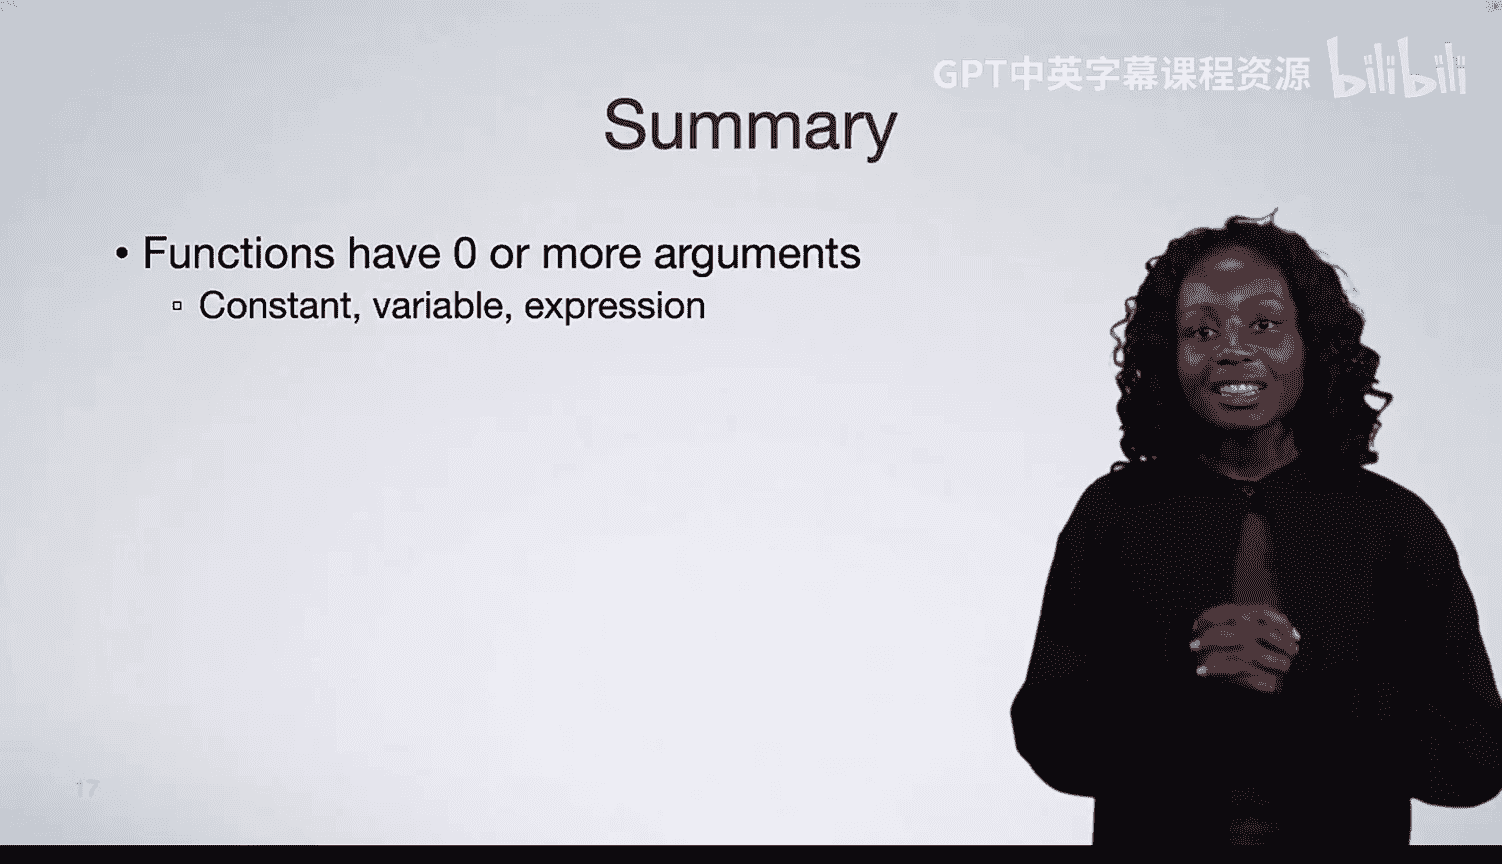 GPT中英字幕课程资源 bilibili
Summary
• Functions have 0 or more arguments
▫ Constant, variable, expression
17